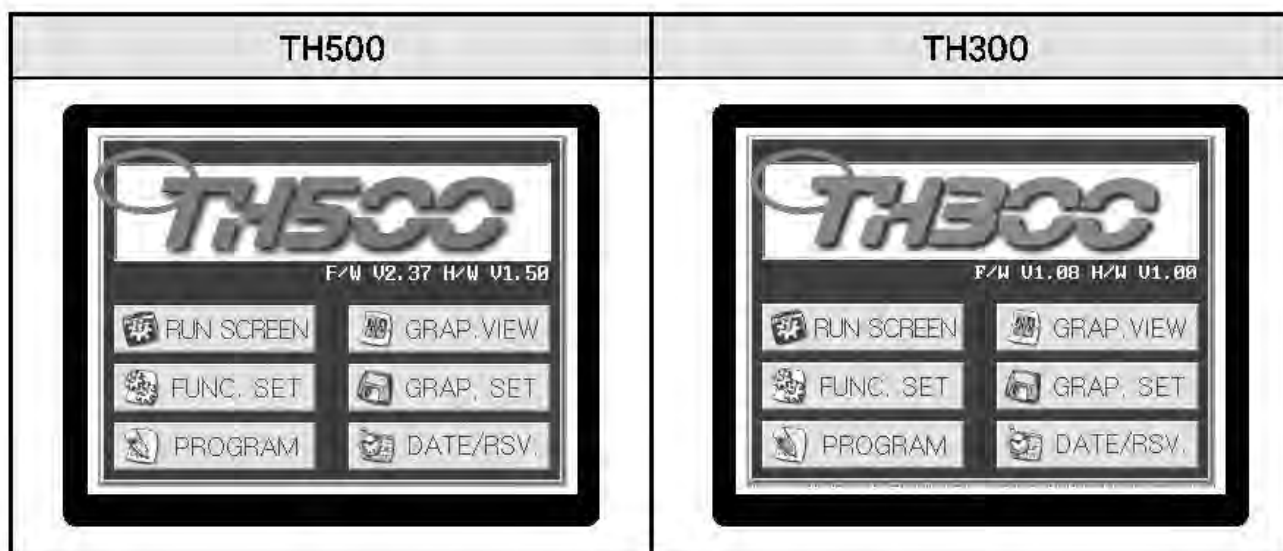 TH500
TH300
TH500
F/W V2.37 H/W V1.50
RUN SCREEN
GRAP.VIEW
FUNC. SET
GRAP. SET
PROGRAM
DATE/RSV.
TH300
F/W V1.08 H/W V1.00
RUN SCREEN
GRAP.VIEW
FUNC. SET
GRAP. SET
PROGRAM
DATE/RSV.